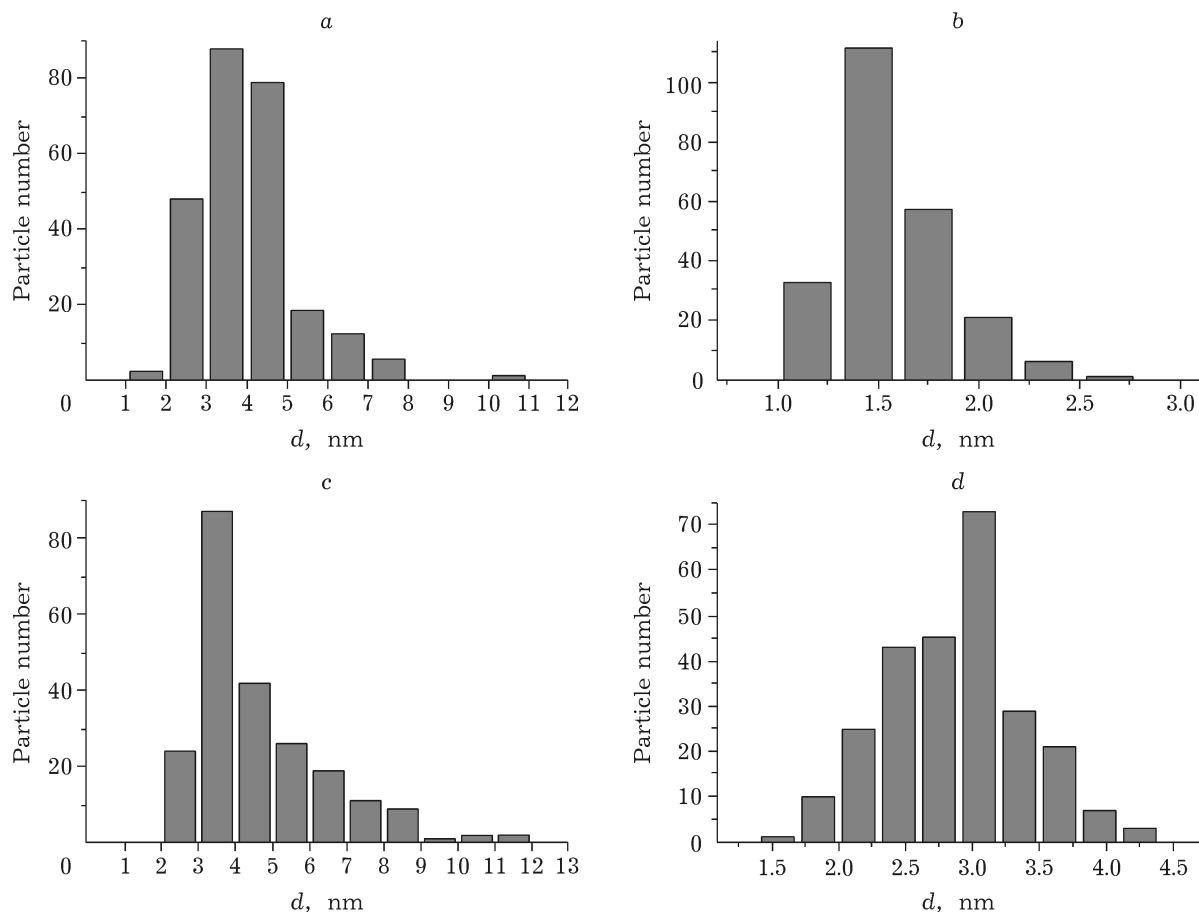 a
Particle number
80
60
40
20
0 1 2 3 4 5 6 7 8 9 10 11 12
d, nm
b
Particle number
100
80
60
40
20
0
1.0 1.5 2.0 2.5 3.0
d, nm
c
Particle number
80
60
40
20
0 1 2 3 4 5 6 7 8 9 10 11 12 13
d, nm
d
Particle number
70
60
50
40
30
20
10
0
1.5 2.0 2.5 3.0 3.5 4.0 4.5
d, nm